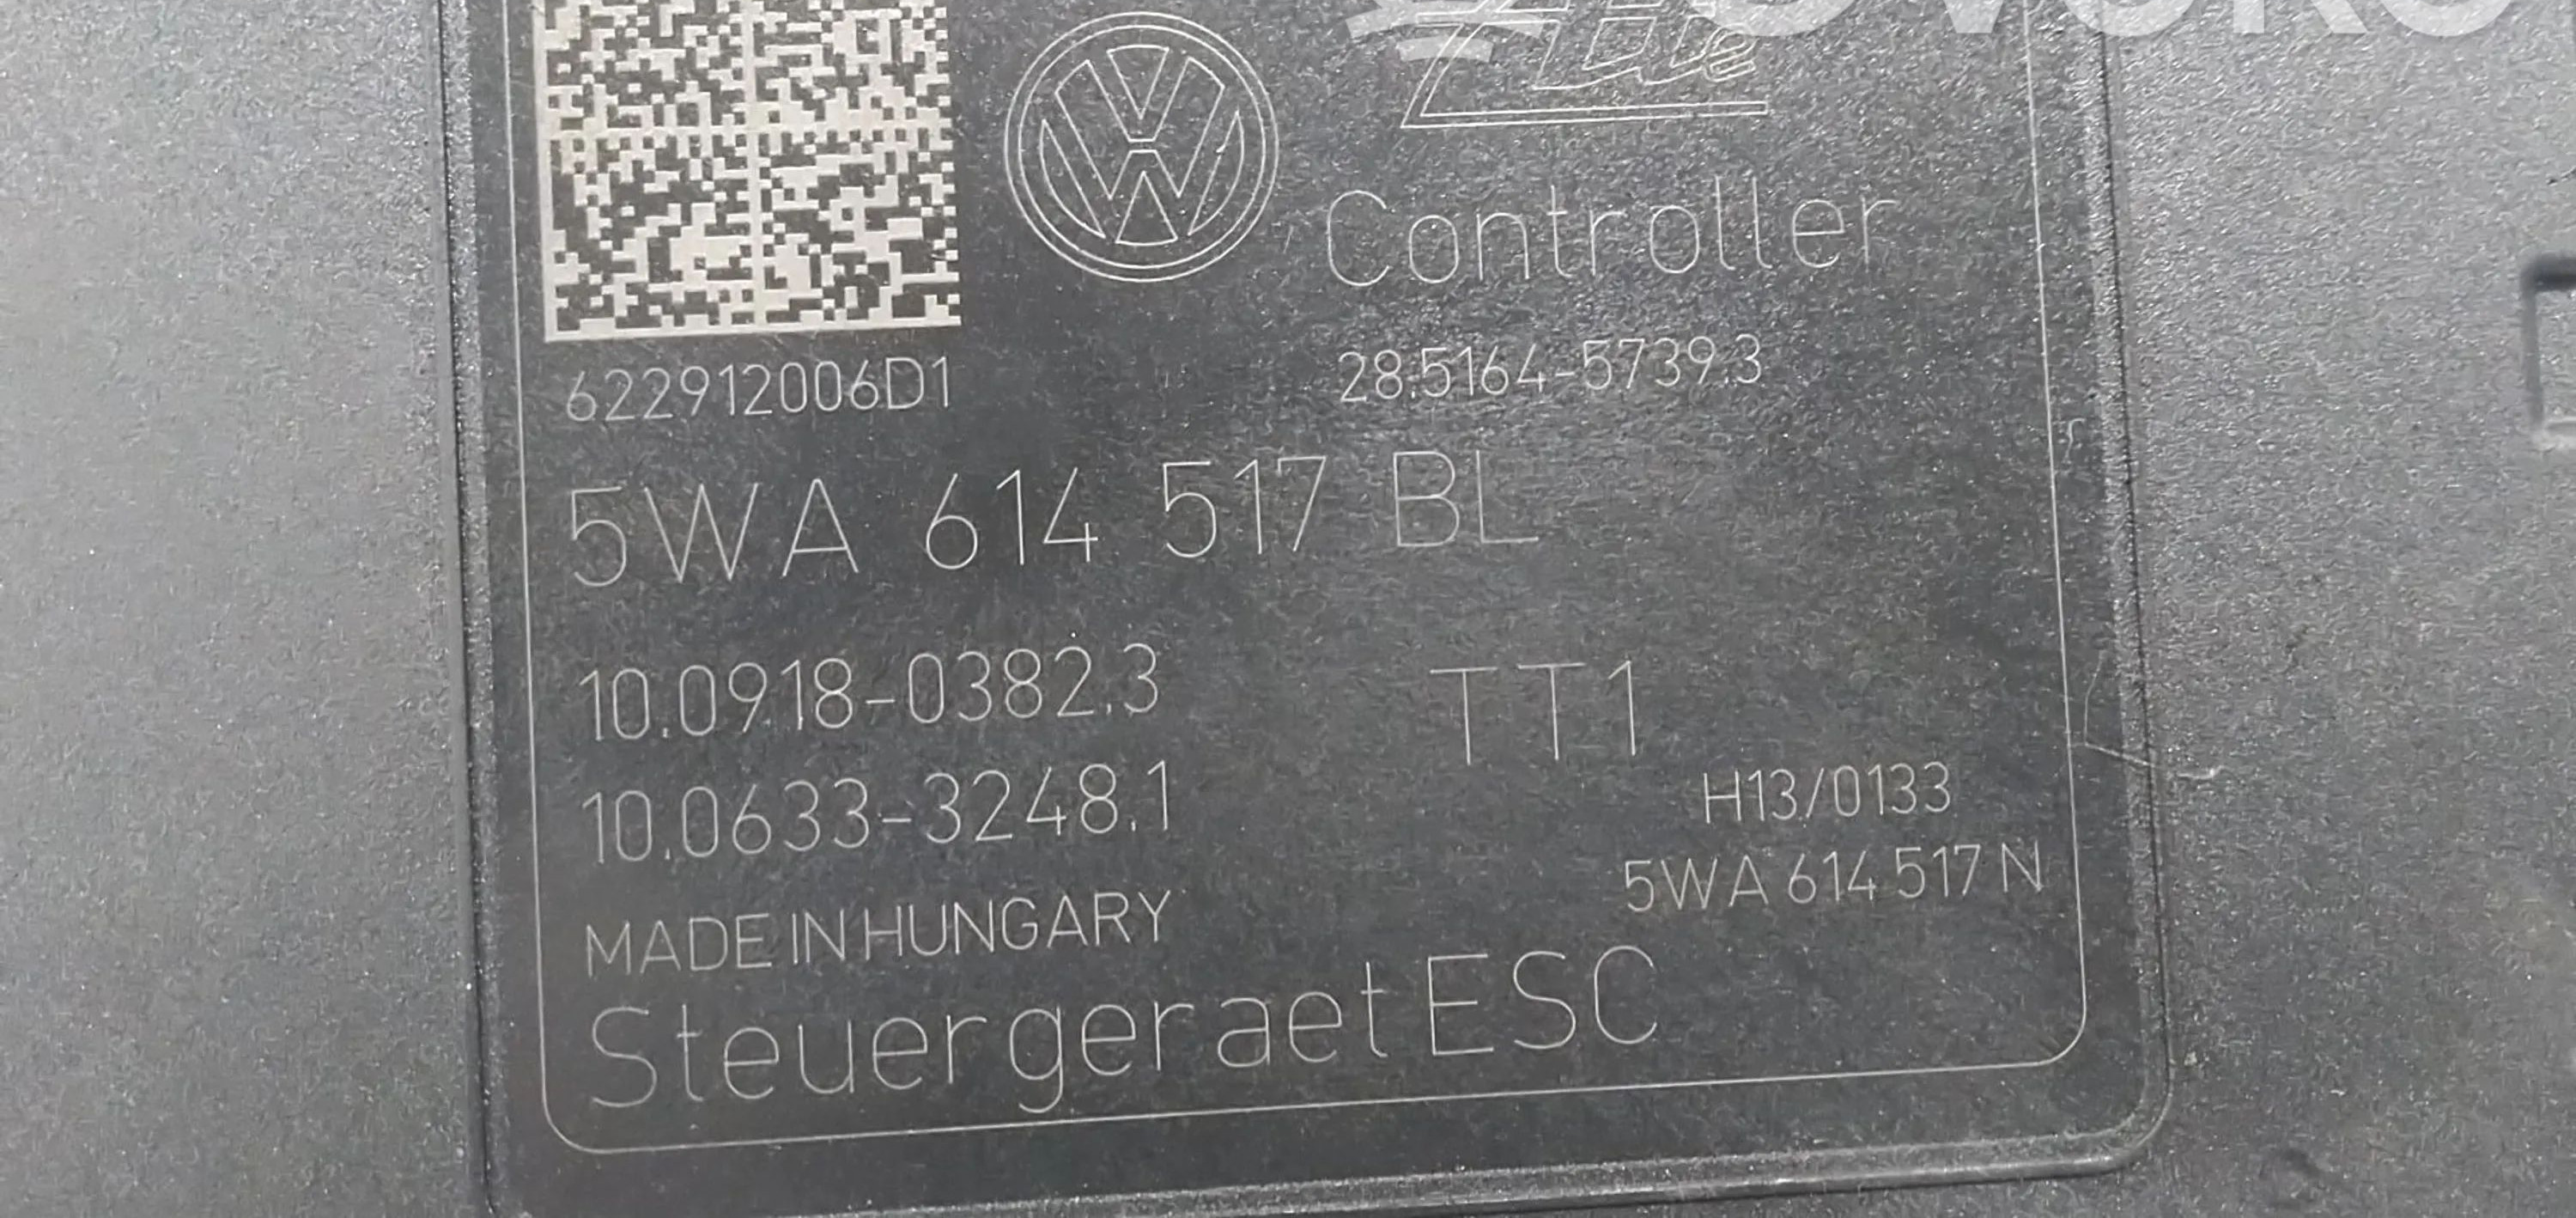 Controller
622912006D1
28.5164-5739.3
5WA 614 517 BL
10.0918-0382.3
TT1
10.0633-3248.1
H13/0133
5WA 614 517 N
MADE IN HUNGARY
Steuergeraet ESC